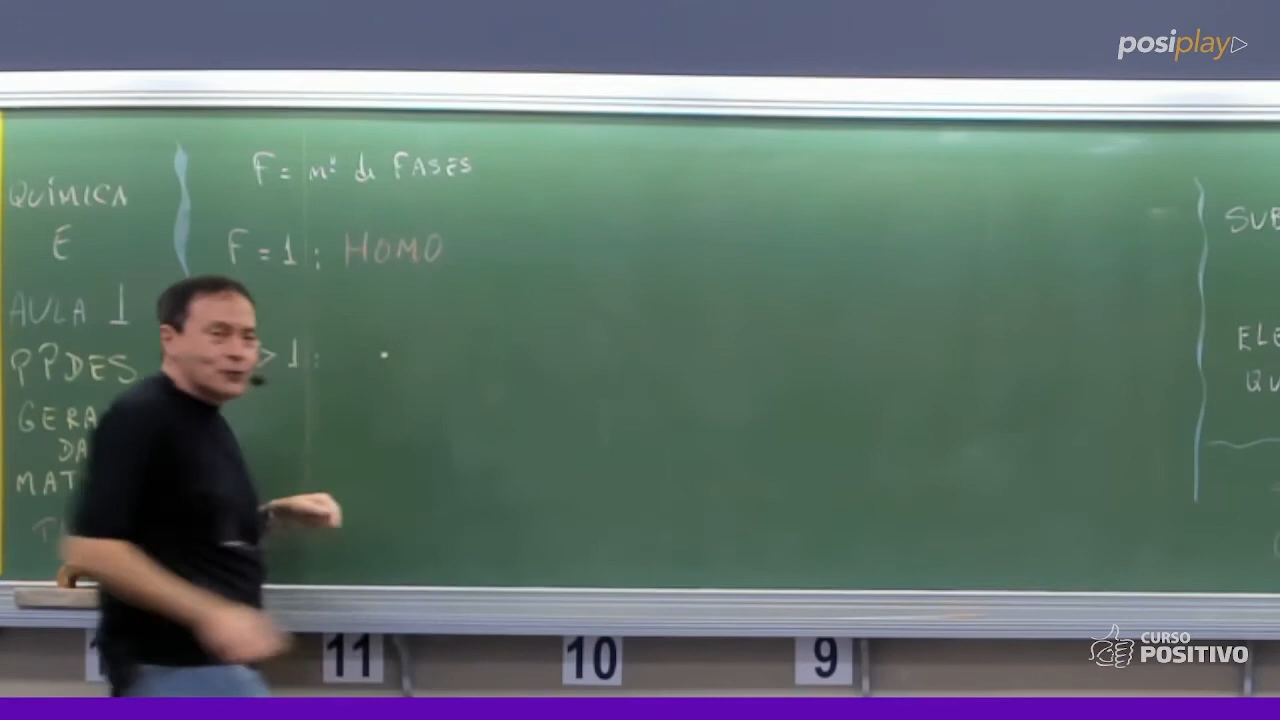 posiplay
QUÍMICA
E
AULA 1
PPDES
GERA
DA
MAT
F = nº de FASES
F = 1 : HOMO
> 1 :
SUB
ELE
QU
11
10
9
CURSO
POSITIVO